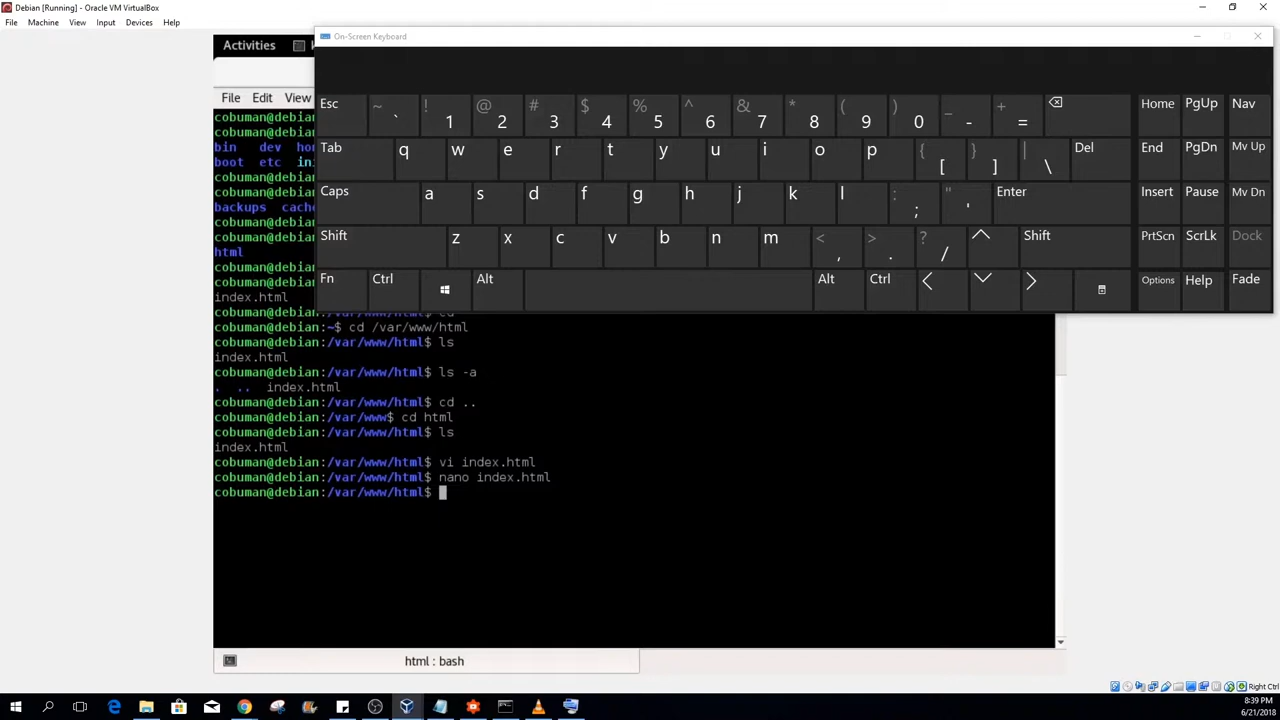 Debian [Running] - Oracle VM VirtualBox
File Machine View Input Devices Help
On-Screen Keyboard
Activities
File Edit View
Esc ~ ` ! 1 @ 2 # 3 $ 4 % 5 ^ 6 & 7 * 8 ( 9 ) 0 _ - + = Home PgUp Nav
Tab q w e r t y u i o p { [ } ] | \ Del End PgDn Mv Up
Caps a s d f g h j k l : ; " ' Enter Insert Pause Mv Dn
Shift z x c v b n m < , > . ? / Shift PrtScn ScrLk Dock
Fn Ctrl Alt Alt Ctrl Options Help Fade
cobuman@debian
cobuman@debian
bin dev ho
boot etc in
cobuman@debian
cobuman@debian
backups cach
cobuman@debian
cobuman@debian
html
cobuman@debian
cobuman@debian
index.html
cobuman@debian: cd
cobuman@debian:~$ cd /var/www/html
cobuman@debian:/var/www/html$ ls
index.html
cobuman@debian:/var/www/html$ ls -a
. .. index.html
cobuman@debian:/var/www/html$ cd ..
cobuman@debian:/var/www$ cd html
cobuman@debian:/var/www/html$ ls
index.html
cobuman@debian:/var/www/html$ vi index.html
cobuman@debian:/var/www/html$ nano index.html
cobuman@debian:/var/www/html$
html : bash
Right Ctrl
8:39 PM
6/21/2018